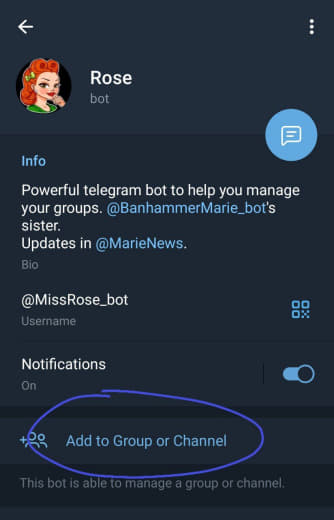 Rose
bot
Info
Powerful telegram bot to help you manage
your groups. @BanhammerMarie_bot's
sister.
Updates in @MarieNews.
Bio
@MissRose_bot
Username
Notifications
On
Add to Group or Channel
This bot is able to manage a group or channel.